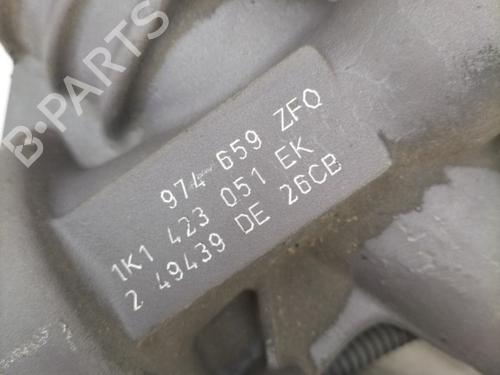 B-PARTS
974 659 ZFQ
1K1 423 051 EK
2 49439 DE 26CB